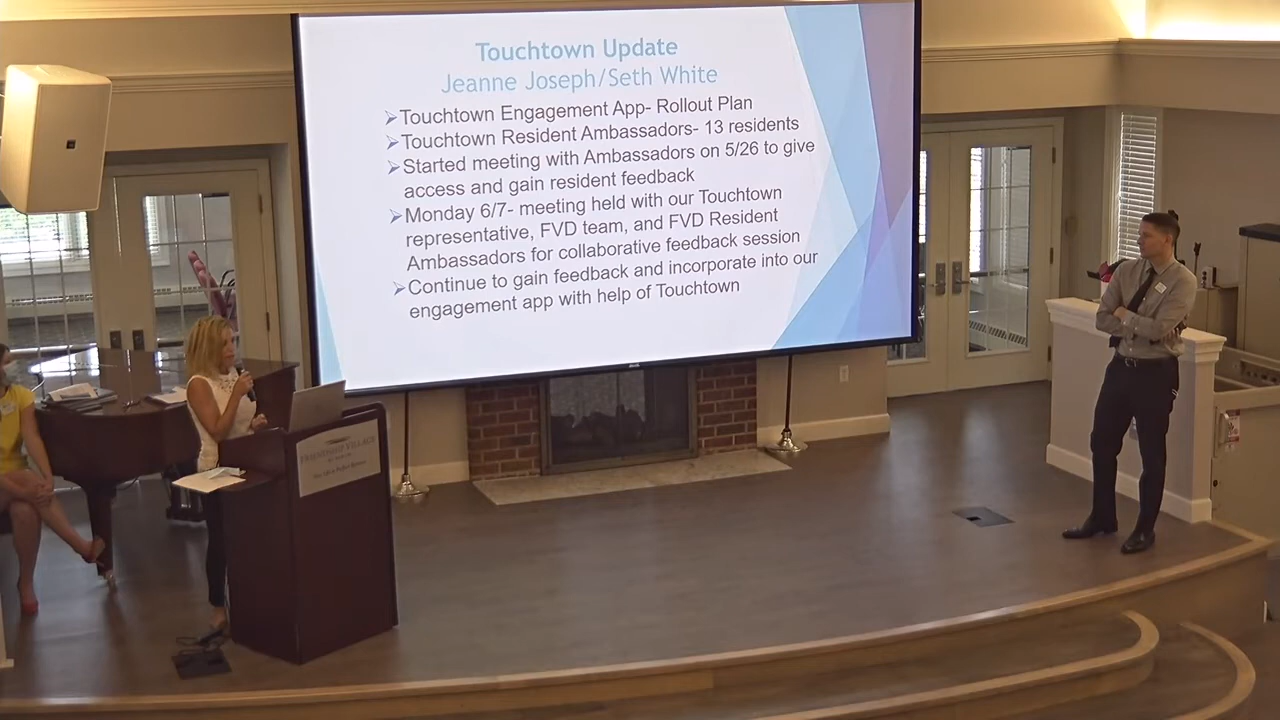 Touchtown Update
Jeanne Joseph/Seth White
➢Touchtown Engagement App- Rollout Plan
➢Touchtown Resident Ambassadors- 13 residents
➢Started meeting with Ambassadors on 5/26 to give
access and gain resident feedback
➢Monday 6/7- meeting held with our Touchtown
representative, FVD team, and FVD Resident
Ambassadors for collaborative feedback session
➢Continue to gain feedback and incorporate into our
engagement app with help of Touchtown
FRIENDSHIP VILLAGE